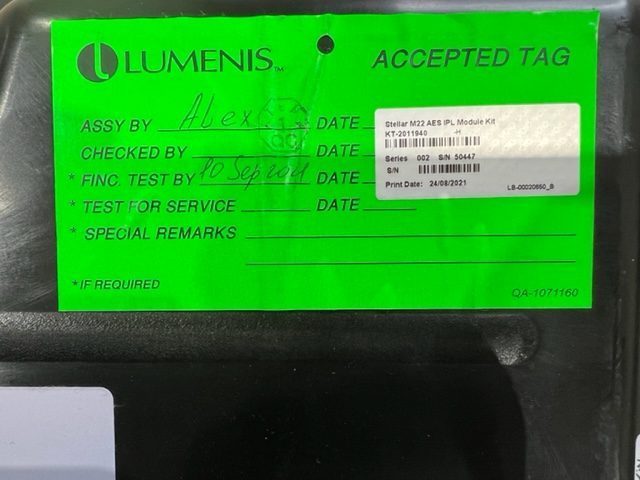 LUMENIS™
ACCEPTED TAG
ASSY BY Alex DATE
CHECKED BY DATE
* FINC. TEST BY 10 Sep 2021 DATE
* TEST FOR SERVICE DATE
* SPECIAL REMARKS
* IF REQUIRED
QA-1071160
Stellar M22 AES IPL Module Kit
KT-2011940 -H
Series 002 S/N 50447
S/N
Print Date: 24/08/2021 LB-00020650_B